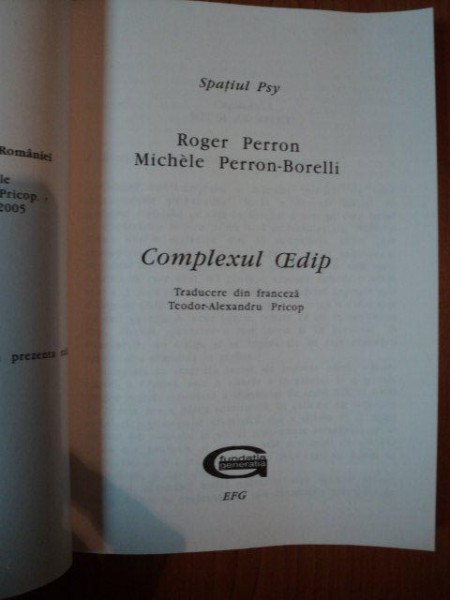 României
le
Pricop. -
2005
prezenta
Spațiul Psy
Roger Perron
Michèle Perron-Borelli
Complexul Œdip
Traducere din franceză
Teodor-Alexandru Pricop
fundația
generația
EFG